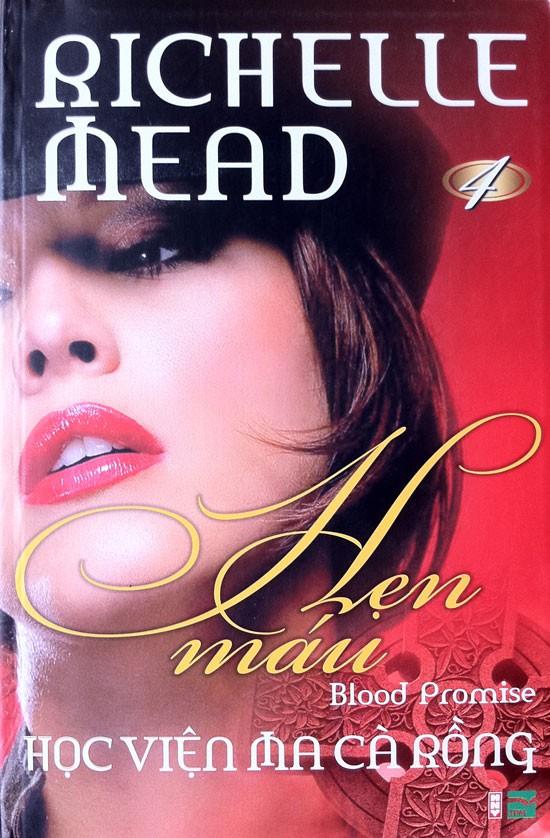 RICHELLE
MEAD
4
Hẹn
máu
Blood Promise
HỌC VIỆN MA CÀ RỒNG